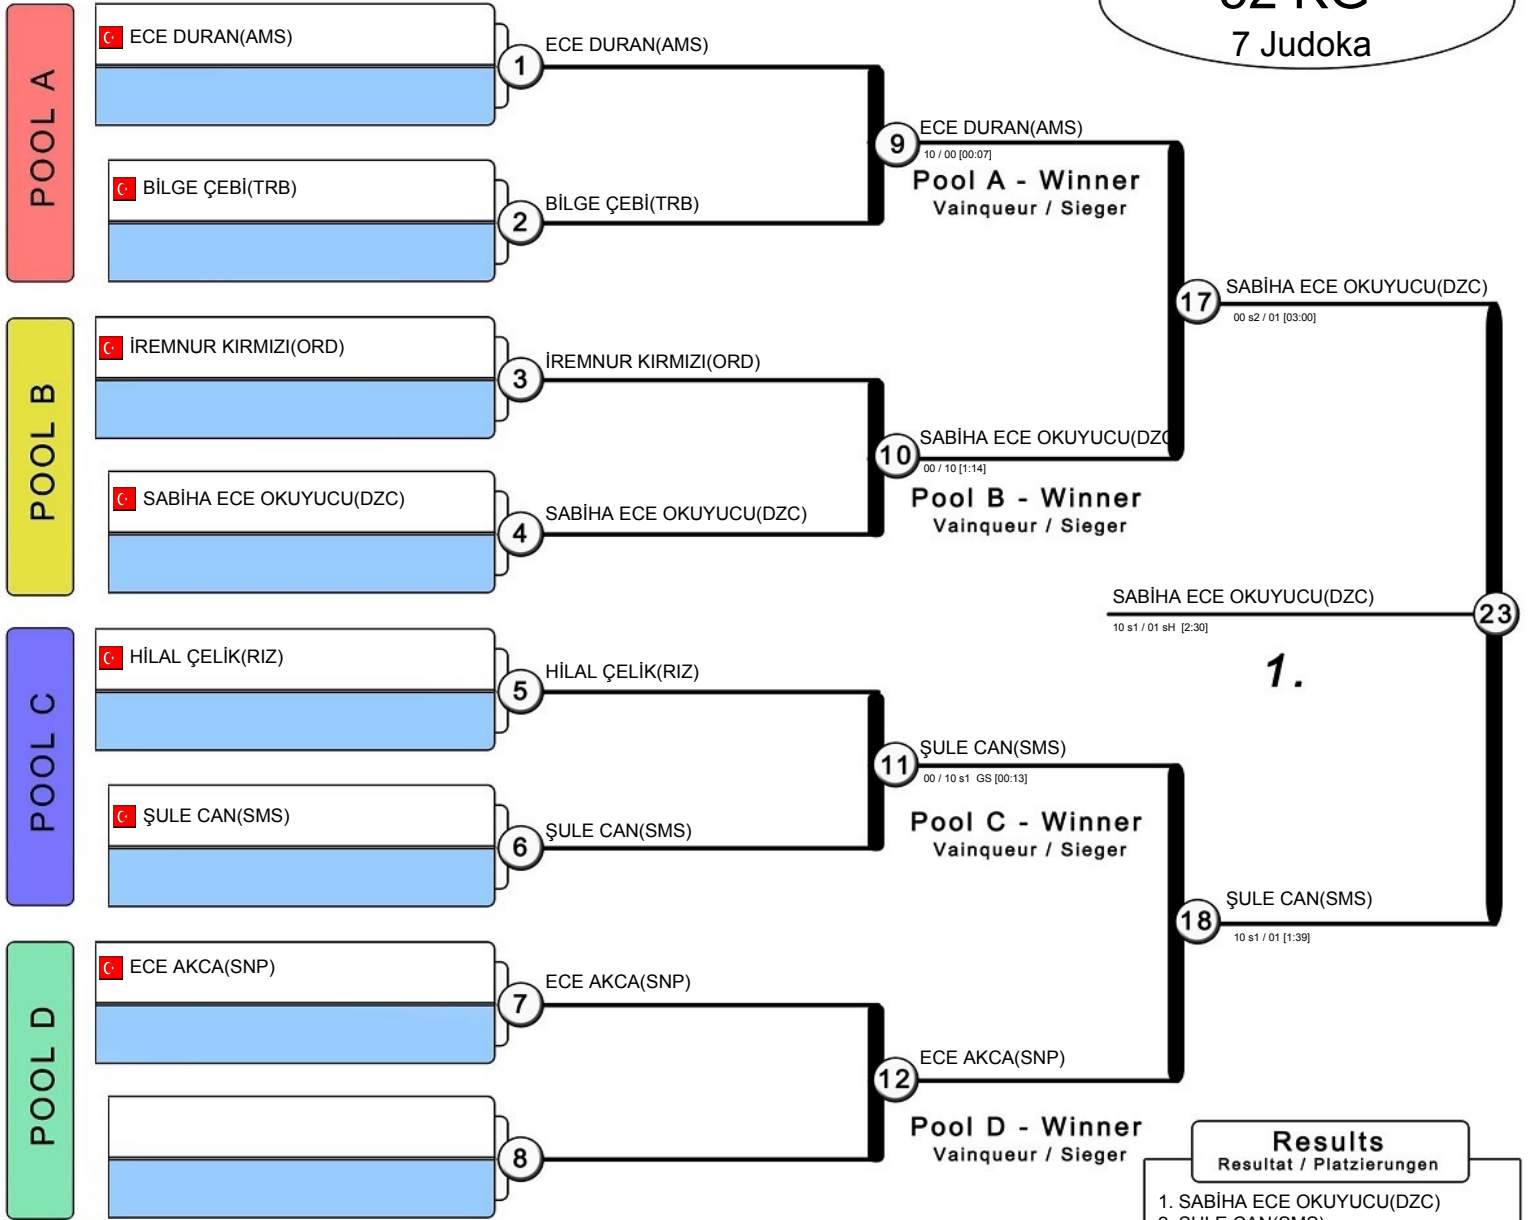 KG
7 Judoka
POOL A
ECE DURAN(AMS)
1
ECE DURAN(AMS)
BİLGE ÇEBİ(TRB)
2
BİLGE ÇEBİ(TRB)
9
ECE DURAN(AMS)
10 / 00 [00:07]
Pool A - Winner
Vainqueur / Sieger
POOL B
İREMNUR KIRMIZI(ORD)
3
İREMNUR KIRMIZI(ORD)
SABİHA ECE OKUYUCU(DZC)
4
SABİHA ECE OKUYUCU(DZC)
10
SABİHA ECE OKUYUCU(DZC
00 / 10 [1:14]
Pool B - Winner
Vainqueur / Sieger
17
SABİHA ECE OKUYUCU(DZC)
00 s2 / 01 [03:00]
SABİHA ECE OKUYUCU(DZC)
10 s1 / 01 sH [2:30]
23
1.
POOL C
HİLAL ÇELİK(RIZ)
5
HİLAL ÇELİK(RIZ)
ŞULE CAN(SMS)
6
ŞULE CAN(SMS)
11
ŞULE CAN(SMS)
00 / 10 s1 GS [00:13]
Pool C - Winner
Vainqueur / Sieger
18
ŞULE CAN(SMS)
10 s1 / 01 [1:39]
POOL D
ECE AKCA(SNP)
7
ECE AKCA(SNP)
8
12
ECE AKCA(SNP)
Pool D - Winner
Vainqueur / Sieger
Results
Resultat / Platzierungen
1. SABİHA ECE OKUYUCU(DZC)